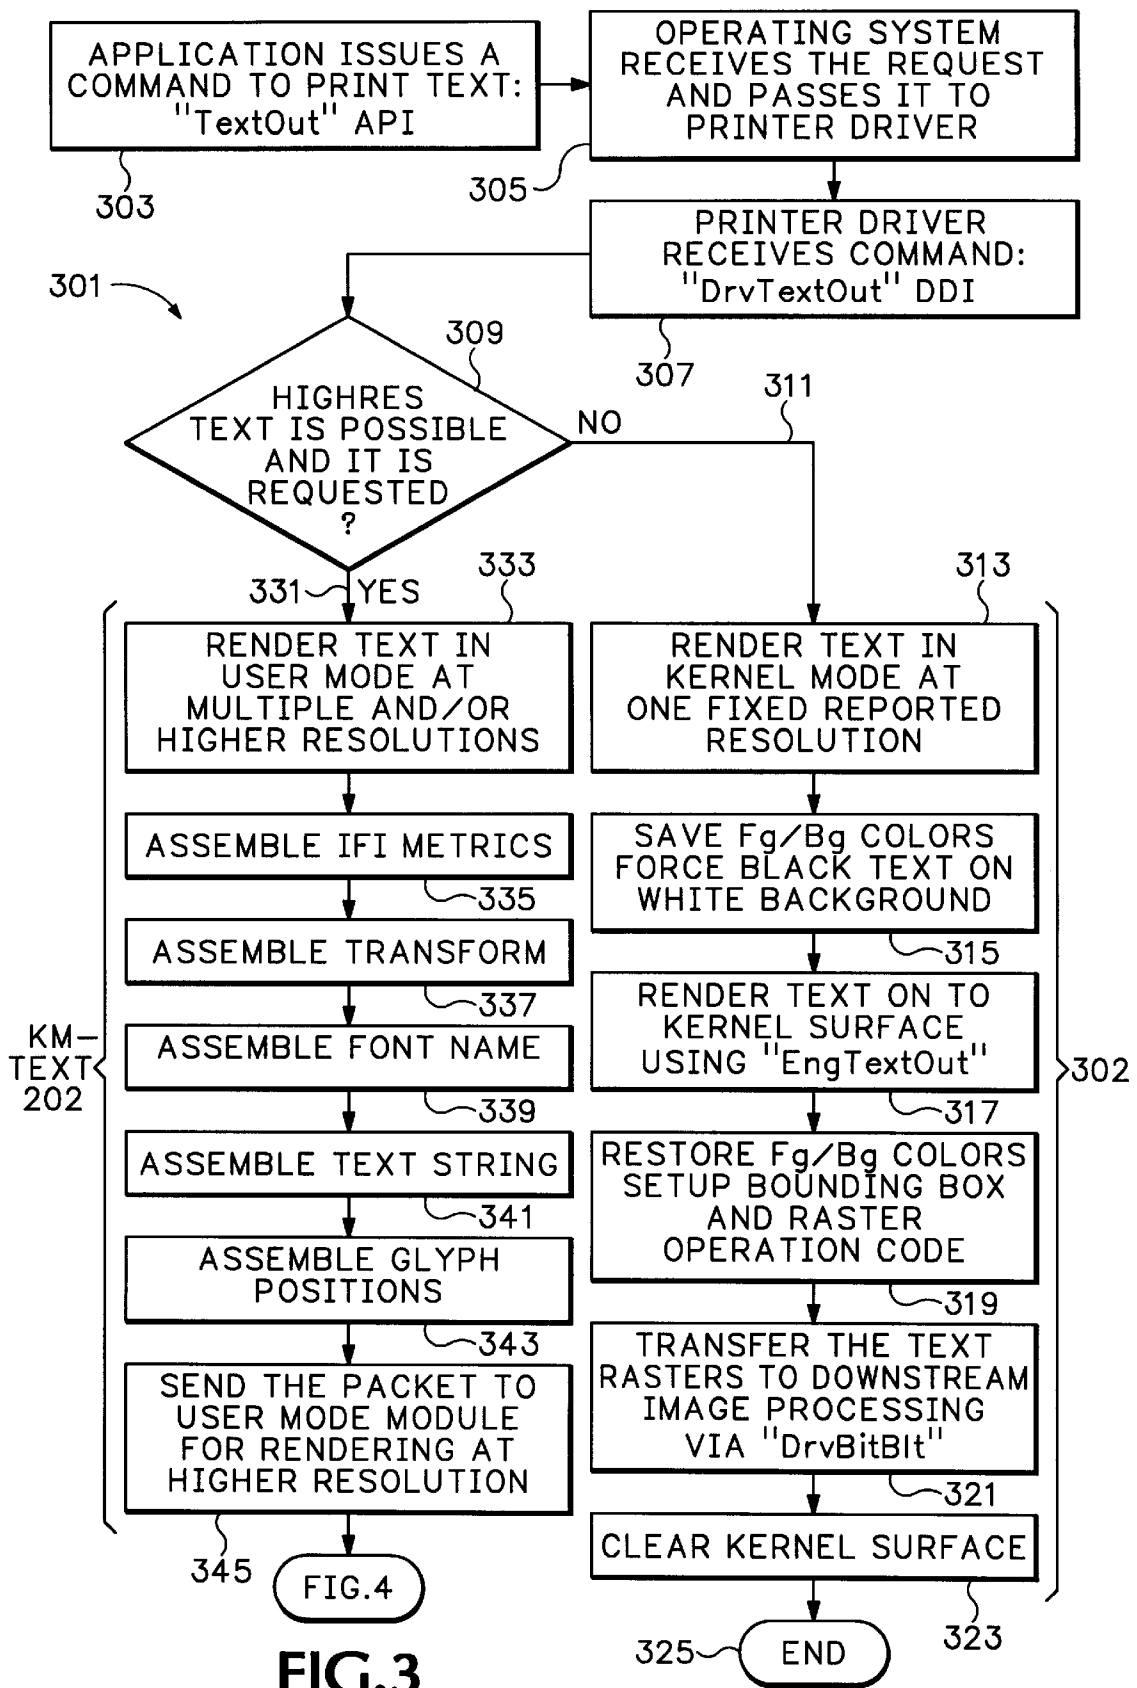 APPLICATION ISSUES A
COMMAND TO PRINT TEXT:
"TextOut" API
303
OPERATING SYSTEM
RECEIVES THE REQUEST
AND PASSES IT TO
PRINTER DRIVER
305
PRINTER DRIVER
RECEIVES COMMAND:
"DrvTextOut" DDI
307
301
309
HIGHRES
TEXT IS POSSIBLE
AND IT IS
REQUESTED
?
NO
311
331
YES
333
RENDER TEXT IN
USER MODE AT
MULTIPLE AND/OR
HIGHER RESOLUTIONS
ASSEMBLE IFI METRICS
335
ASSEMBLE TRANSFORM
337
ASSEMBLE FONT NAME
339
ASSEMBLE TEXT STRING
341
ASSEMBLE GLYPH
POSITIONS
343
SEND THE PACKET TO
USER MODE MODULE
FOR RENDERING AT
HIGHER RESOLUTION
345
KM-
TEXT
202
FIG.4
313
RENDER TEXT IN
KERNEL MODE AT
ONE FIXED REPORTED
RESOLUTION
SAVE Fg/Bg COLORS
FORCE BLACK TEXT ON
WHITE BACKGROUND
315
RENDER TEXT ON TO
KERNEL SURFACE
USING "EngTextOut"
317
RESTORE Fg/Bg COLORS
SETUP BOUNDING BOX
AND RASTER
OPERATION CODE
319
TRANSFER THE TEXT
RASTERS TO DOWNSTREAM
IMAGE PROCESSING
VIA "DrvBitBlt"
321
CLEAR KERNEL SURFACE
323
302
325
END
FIG.3